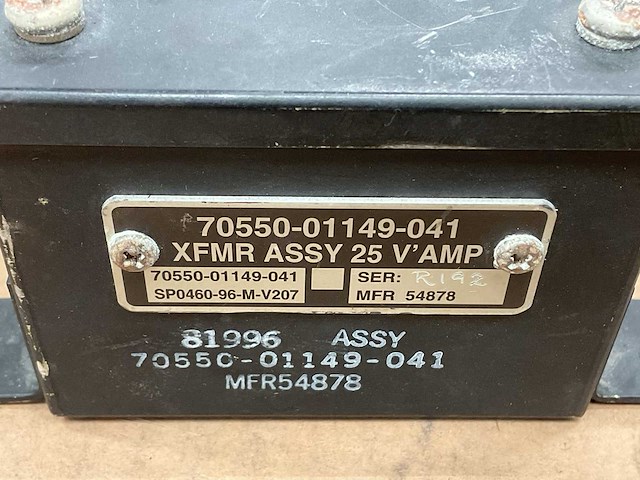 70550-01149-041
XFMR ASSY 25 V'AMP
70550-01149-041
SP0460-96-M-V207
SER: R192
MFR 54878
81996 ASSY
70550-01149-041
MFR54878